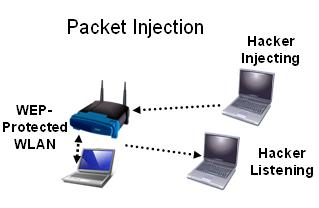 Packet Injection
Hacker
Injecting
WEP-
Protected
WLAN
Hacker
Listening